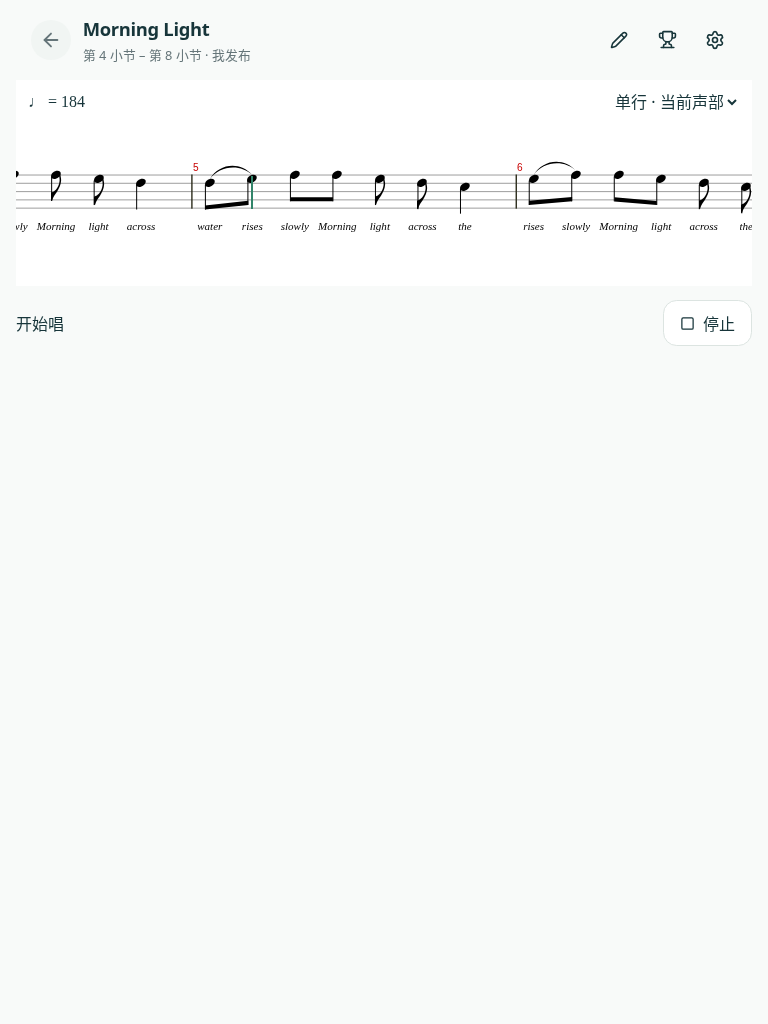 Morning Light
第 4 小节 – 第 8 小节 · 我发布
♩ = 184
单行 · 当前声部
5
6
Morning light across water rises slowly Morning light across the rises slowly Morning light across the
开始唱
停止